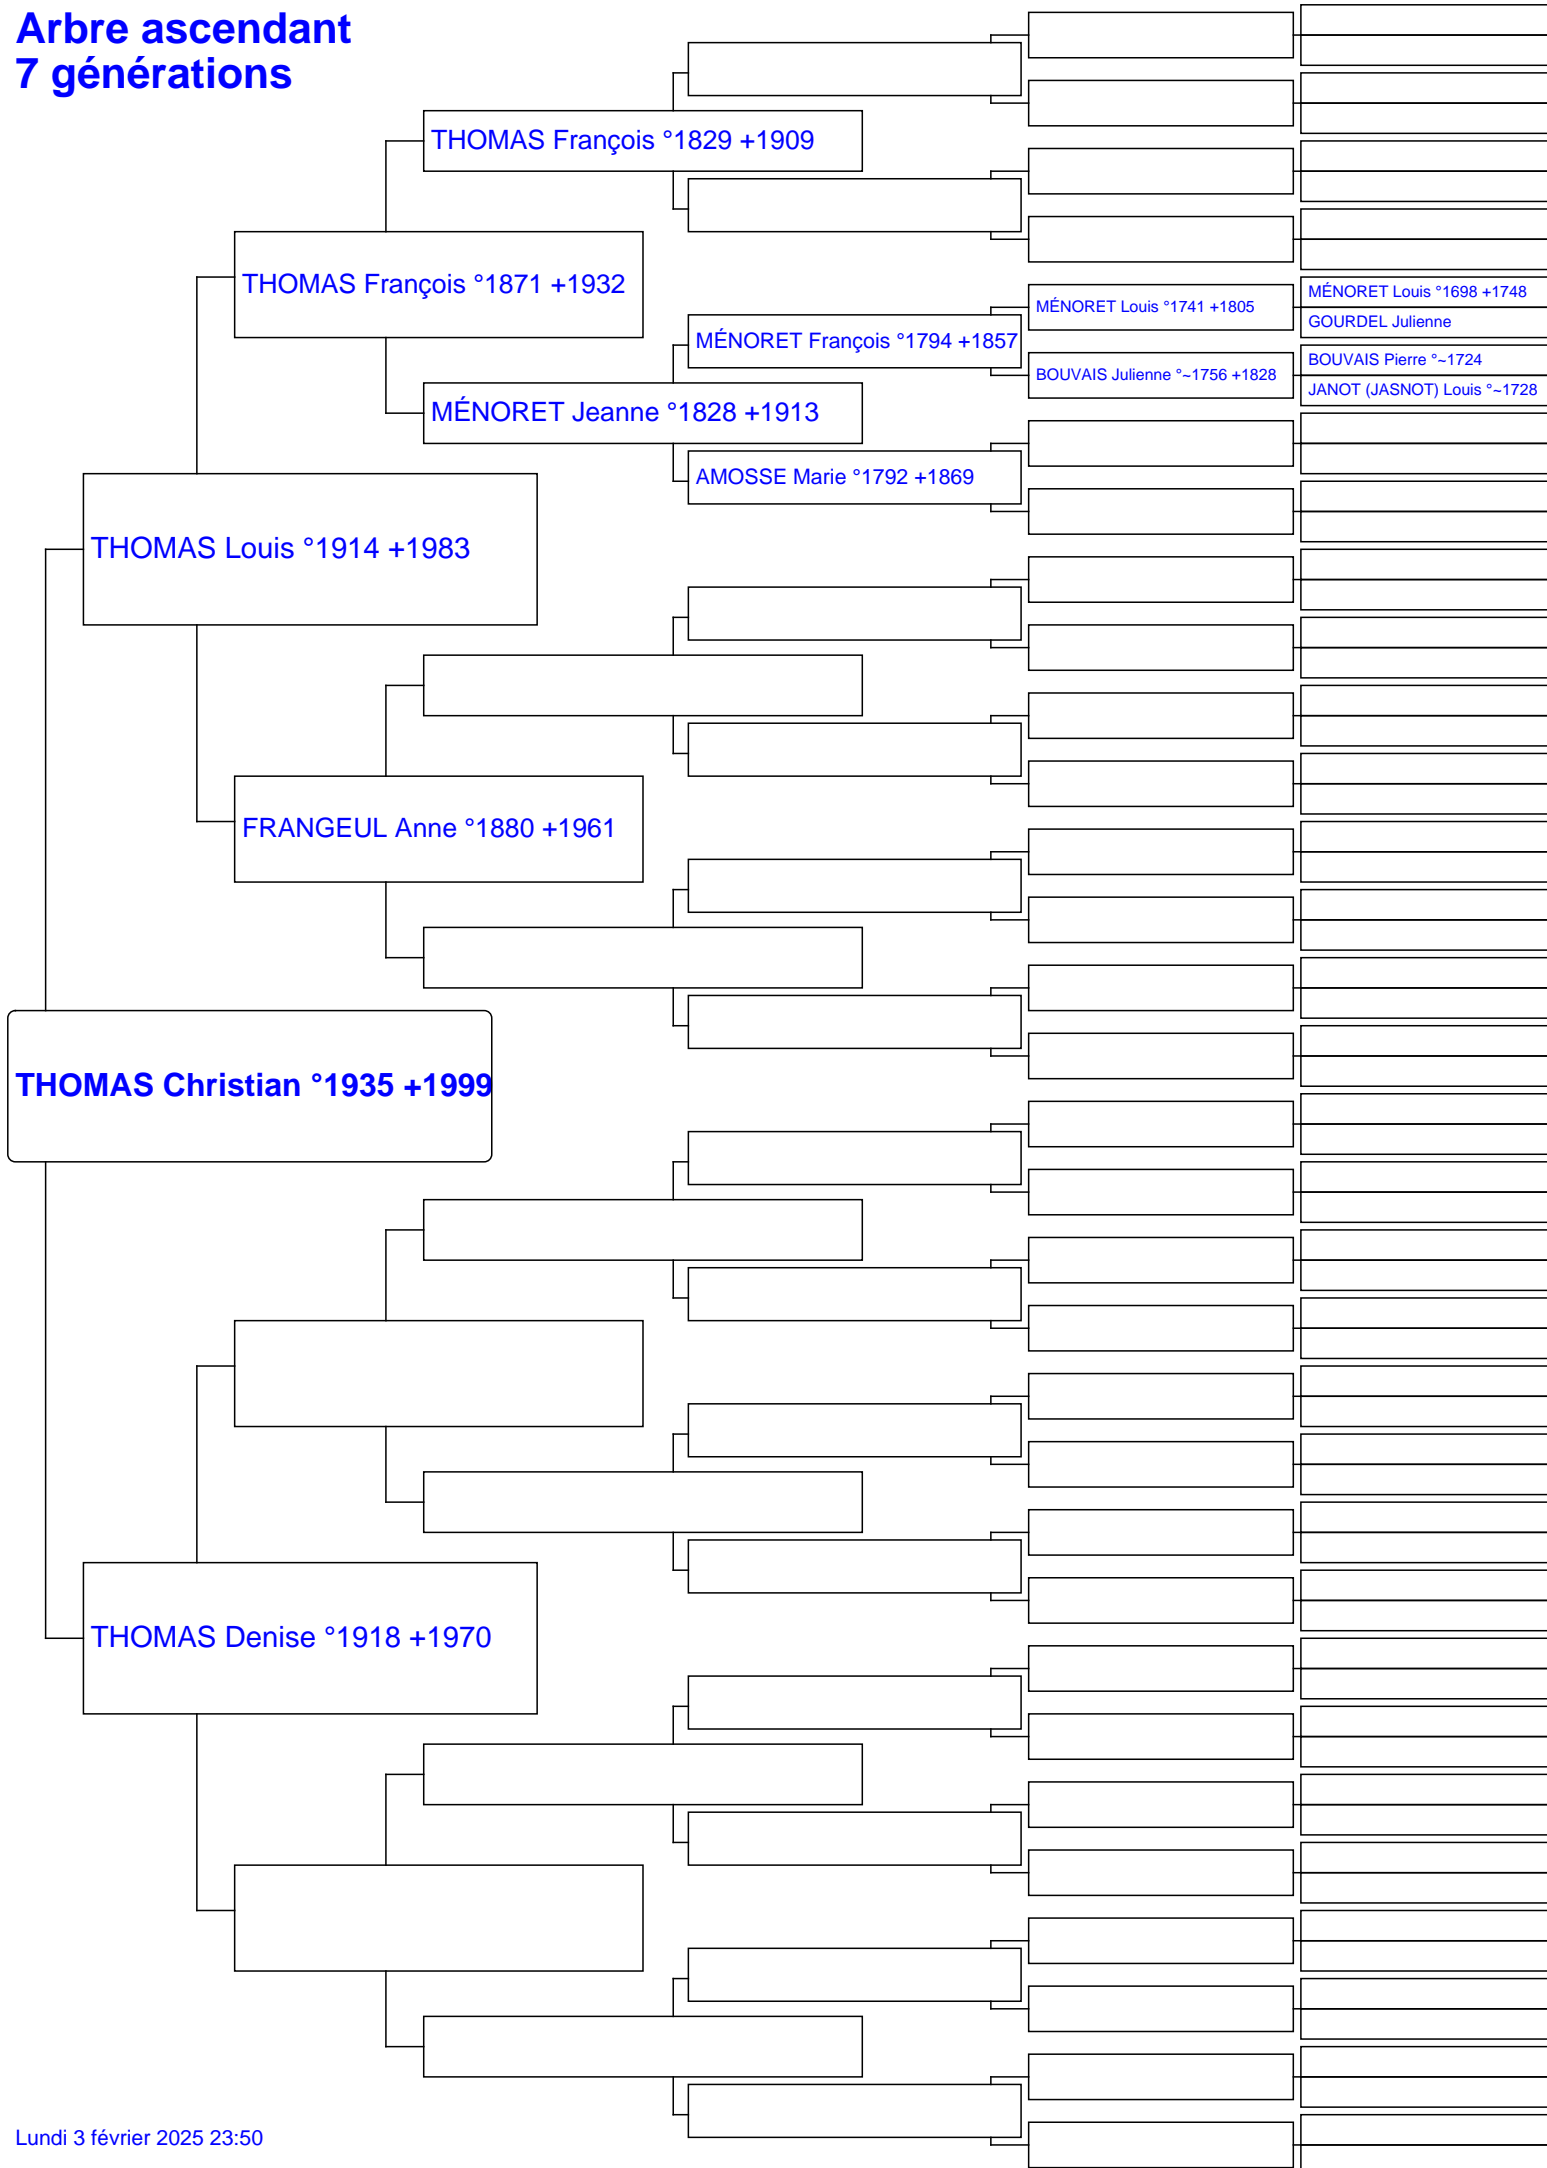 Arbre ascendant
7 générations
THOMAS François °1829 +1909
THOMAS François °1871 +1932
MÉNORET Louis °1698 +1748
MÉNORET Louis °1741 +1805
GOURDEL Julienne
MÉNORET François °1794 +1857
BOUVAIS Pierre °~1724
BOUVAIS Julienne °~1756 +1828
JANOT (JASNOT) Louis °~1728
MÉNORET Jeanne °1828 +1913
AMOSSE Marie °1792 +1869
THOMAS Louis °1914 +1983
FRANGEUL Anne °1880 +1961
THOMAS Christian °1935 +1999
THOMAS Denise °1918 +1970
Lundi 3 février 2025 23:50